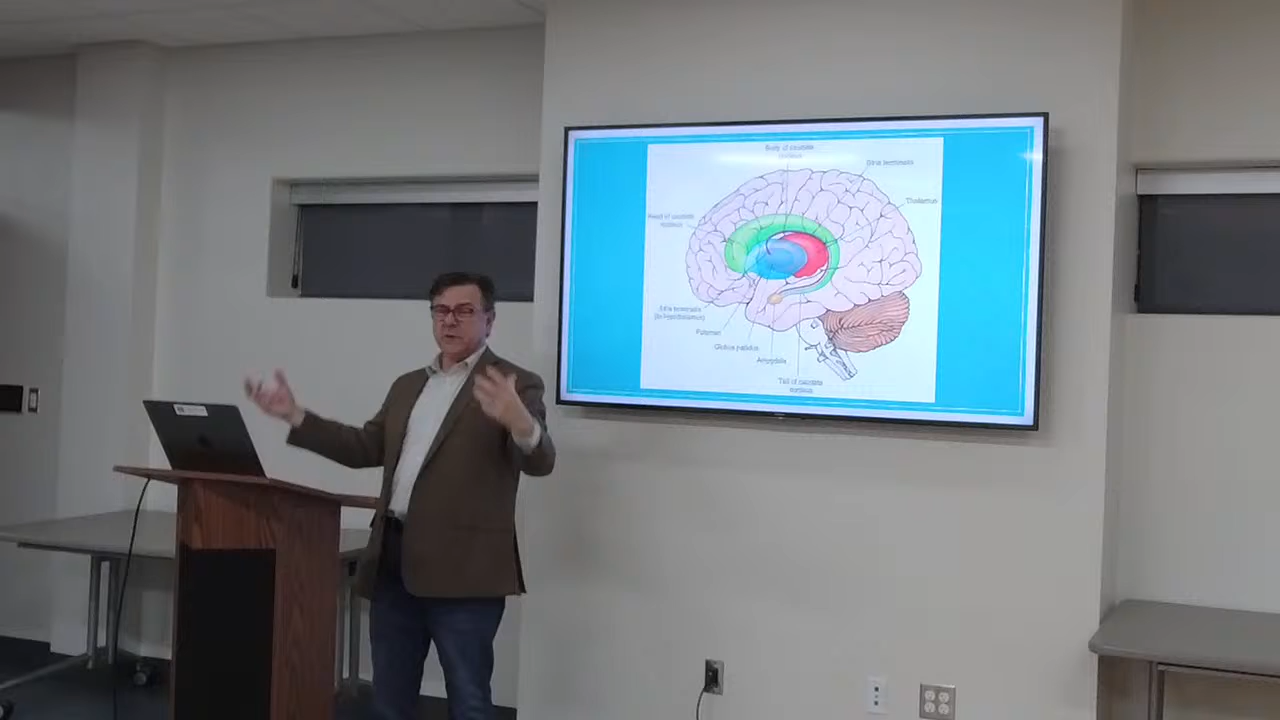 Body of caudate
nucleus
Stria terminalis
Thalamus
Head of caudate
nucleus
Stria terminalis
(to hypothalamus)
Putamen
Globus pallidus
Amygdala
Tail of caudate
nucleus